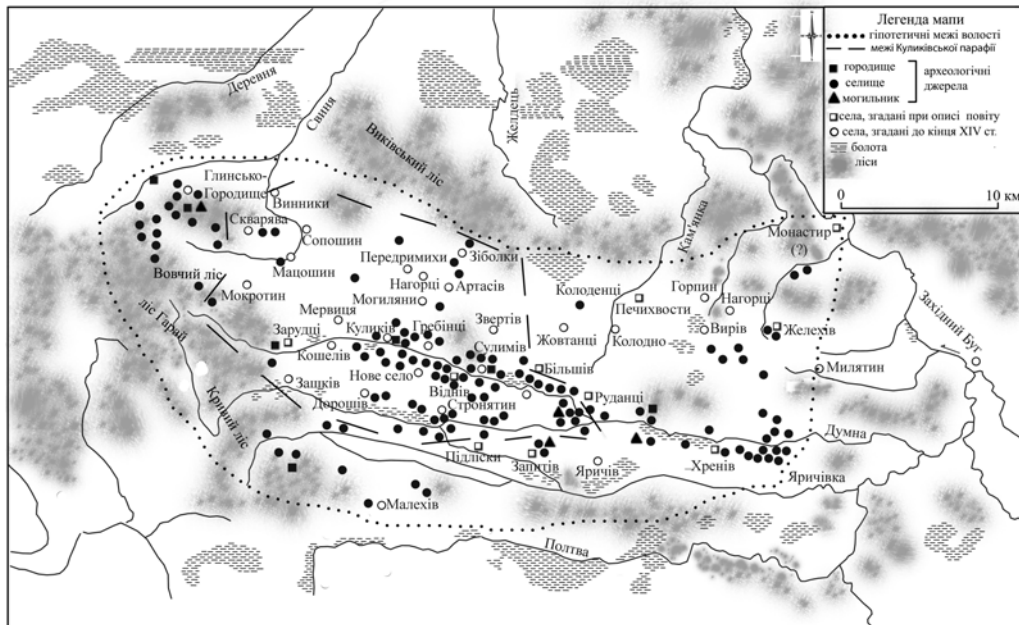 Легенда мапи
гіпотетичні межі волості
межі Куликівської парафії
городище
селище
могильник
археологічні
джерела
села, згадані при описі повіту
села, згадані до кінця XIV ст.
болота
ліси
0
10 км
Деревня
Свиня
Желдець
Виківський ліс
Глинсько-
Городище
Винники
Скварява
Сопошин
Мацошин
Вовчий ліс
Мокротин
Передримихи
Зіболки
Нагорці
Артасів
Могиляни
Кам'янка
Монастир
(?)
Колоденці
Печихвости
Горпин
Нагорці
Західний Буг
ліс Гарай
Мервиця
Зарудці
Куликів
Гребінці
Звертів
Жовтанці
Колодно
Вирів
Желехів
Кошелів
Сулимів
Милятин
Зашків
Нове село
Віднів
Більшів
Кривий ліс
Дорошів
Стронятин
Руданці
Думна
Підліски
Запитів
Яричів
Хренів
Яричівка
Малехів
Полтва